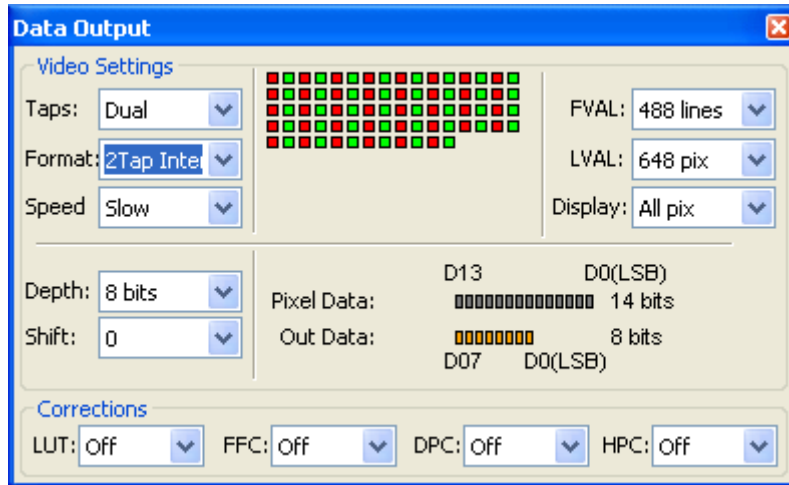 Data Output
Video Settings
Taps: Dual
FVAL: 488 lines
Format: 2Tap Inte
LVAL: 648 pix
Speed Slow
Display: All pix
Depth: 8 bits
D13 D0(LSB)
Pixel Data: 14 bits
Shift: 0
Out Data: 8 bits
D07 D0(LSB)
Corrections
LUT: Off FFC: Off DPC: Off HPC: Off